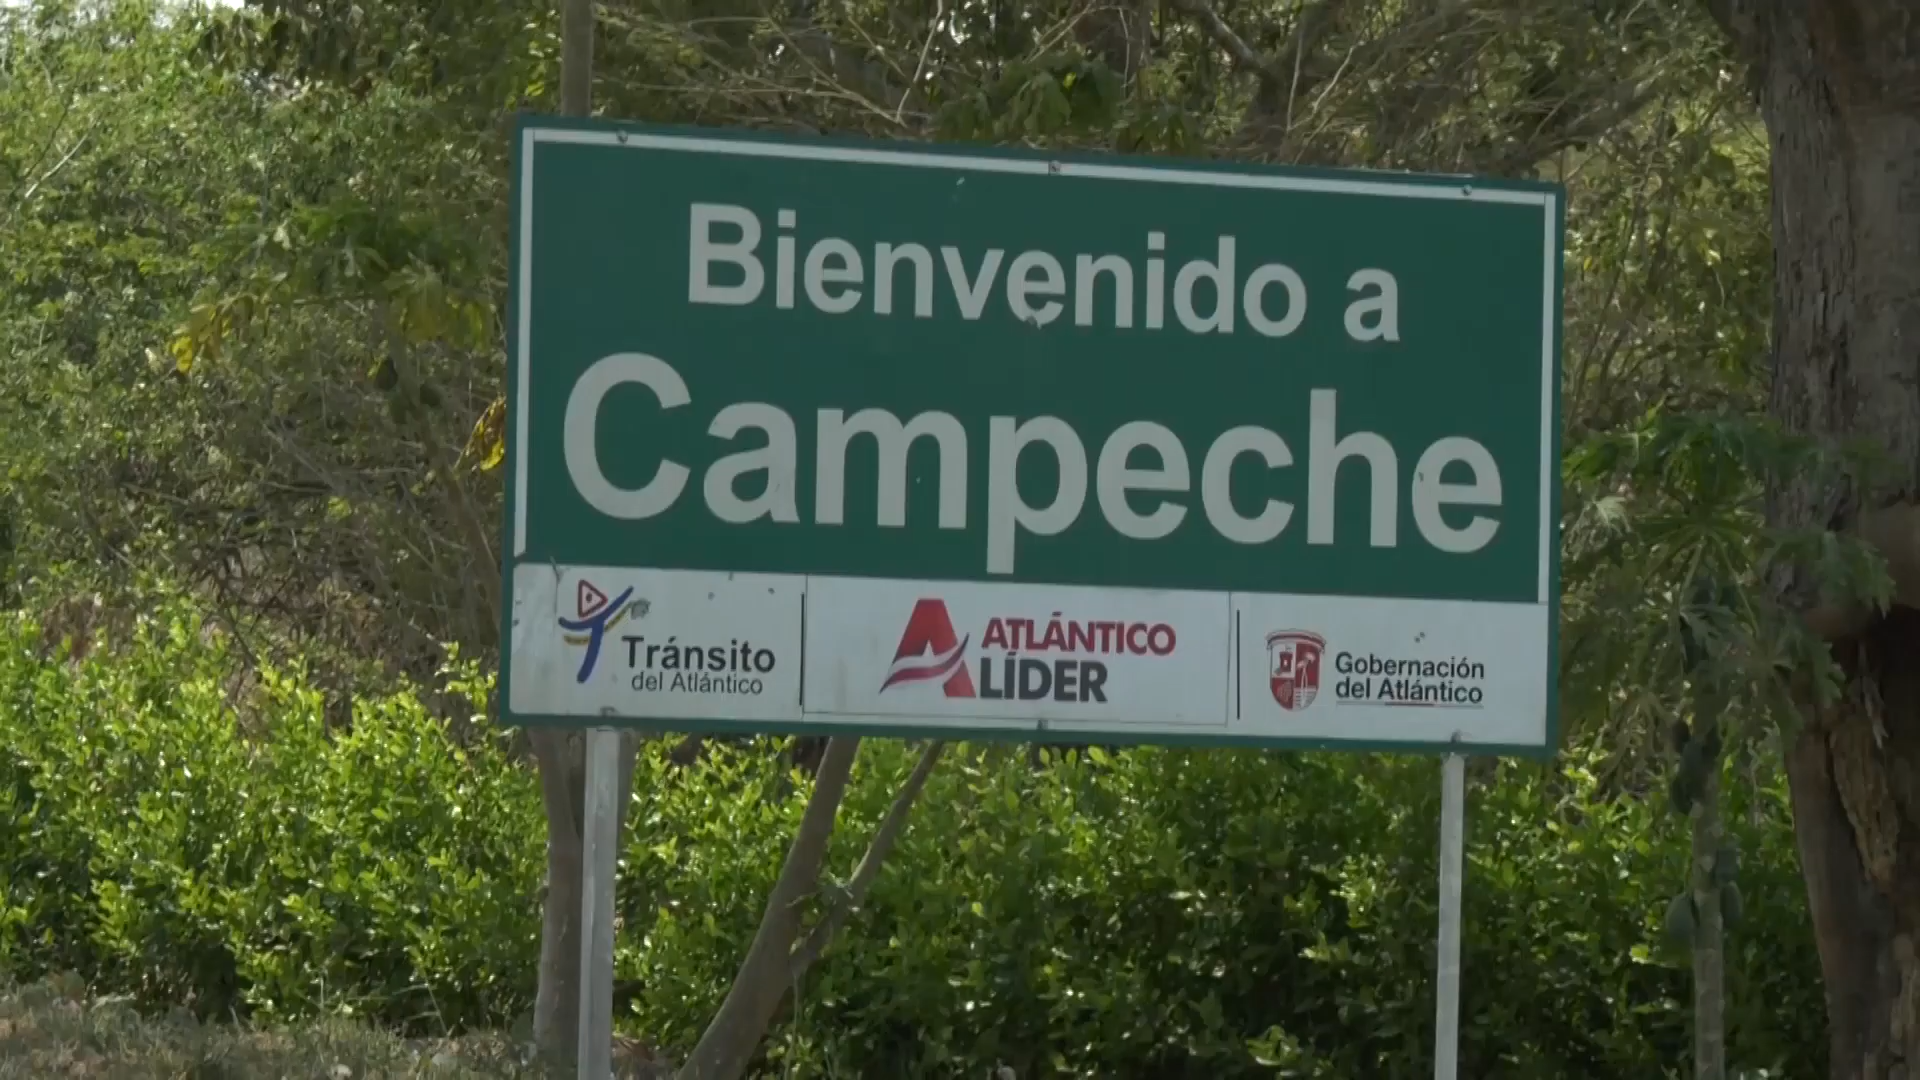 Bienvenido a
Campeche
Tránsito
del Atlántico
ATLÁNTICO
LÍDER
Gobernación
del Atlántico